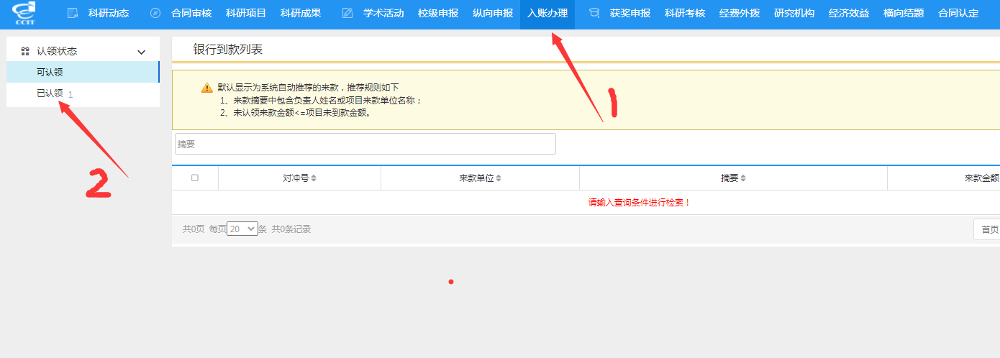 CCIT 科研动态 合同审核 科研项目 科研成果 学术活动 校级申报 纵向申报 入账办理 获奖申报 科研考核 经费外拨 研究机构 经济效益 横向结题 合同认定
认领状态
可认领
已认领 1
2
银行到款列表
默认显示为系统自动推荐的来款，推荐规则如下
1、来款摘要中包含负责人姓名或项目来款单位名称；
2、未认领来款金额<=项目未到款金额。
1
摘要
对冲号 来款单位 摘要 来款金额
请输入查询条件进行检索！
共0页 每页 20 条 共0条记录 首页